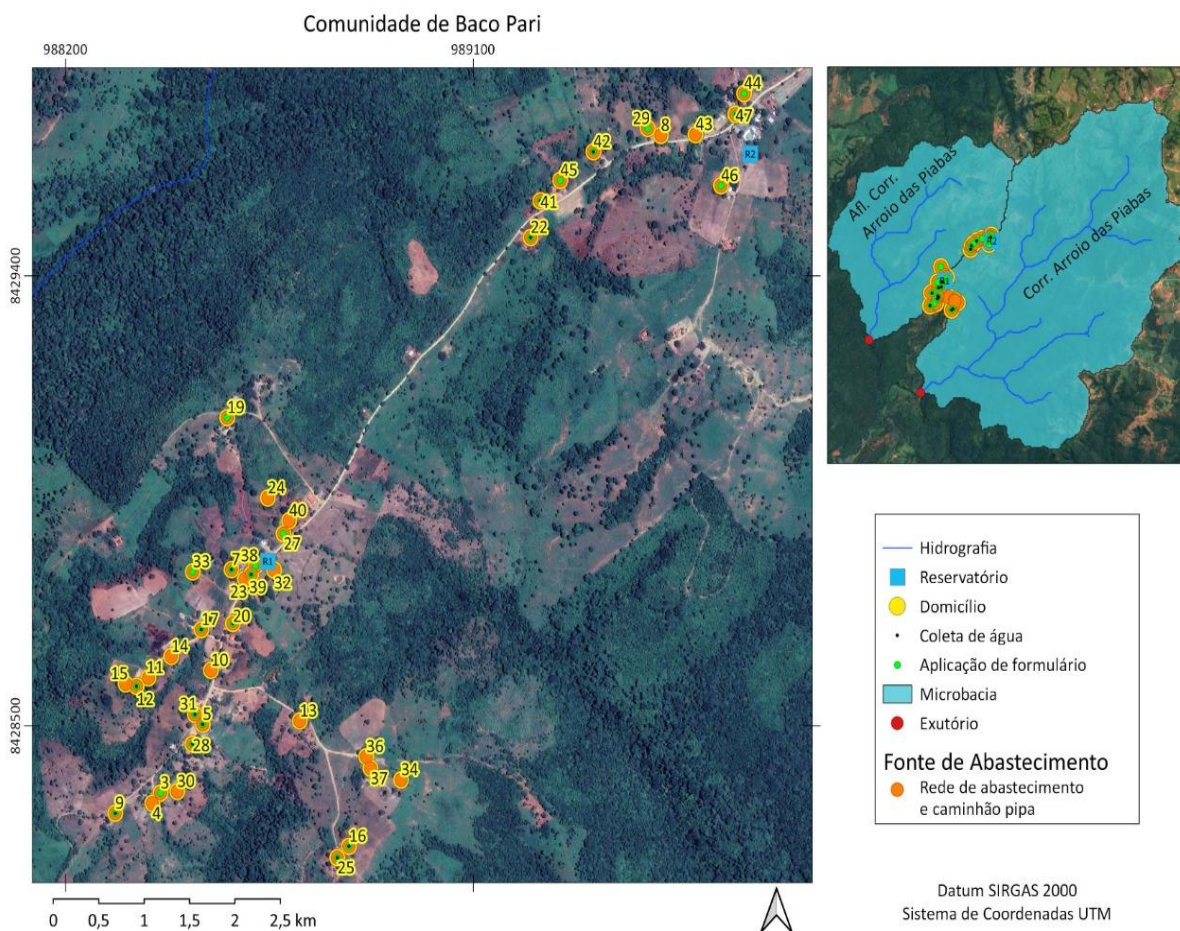 Comunidade de Baco Pari
988200
989100
44
47
29
8
43
42
R2
45
46
41
22
8429400
19
24
40
27
38
7
R1
33
32
23
39
20
17
14
10
11
15
12
31
5
13
28
36
37
34
3
30
4
9
16
25
8428500
0 0,5 1 1,5 2 2,5 km
Afl. Corr.
Arroio das Piabas
Corr. Arroio das Piabas
R2
R1
Hidrografia
Reservatório
Domicílio
Coleta de água
Aplicação de formulário
Microbacia
Exutório
Fonte de Abastecimento
Rede de abastecimento
e caminhão pipa
Datum SIRGAS 2000
Sistema de Coordenadas UTM